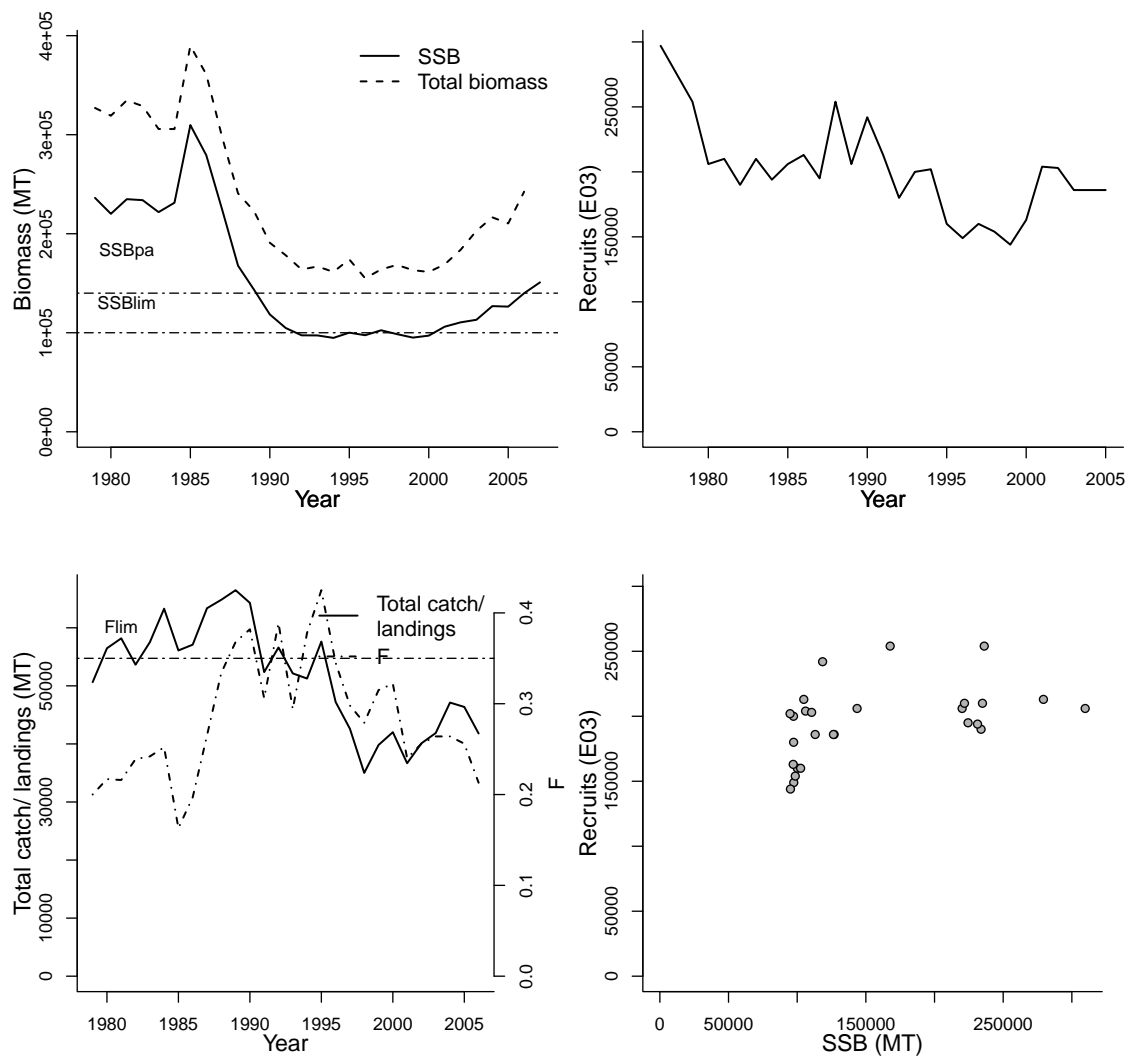 SSB
Total biomass
SSBpa
SSBlim
Biomass (MT)
0e+00
1e+05
2e+05
3e+05
4e+05
1980
1985
1990
1995
2000
2005
Year
Recruits (E03)
0
50000
150000
250000
1980
1985
1990
1995
2000
2005
Year
Total catch/
landings
F
Flim
Total catch/ landings (MT)
0
10000
30000
50000
0.0
0.1
0.2
0.3
0.4
F
1980
1985
1990
1995
2000
2005
Year
Recruits (E03)
0
50000
150000
250000
0
50000
150000
250000
SSB (MT)